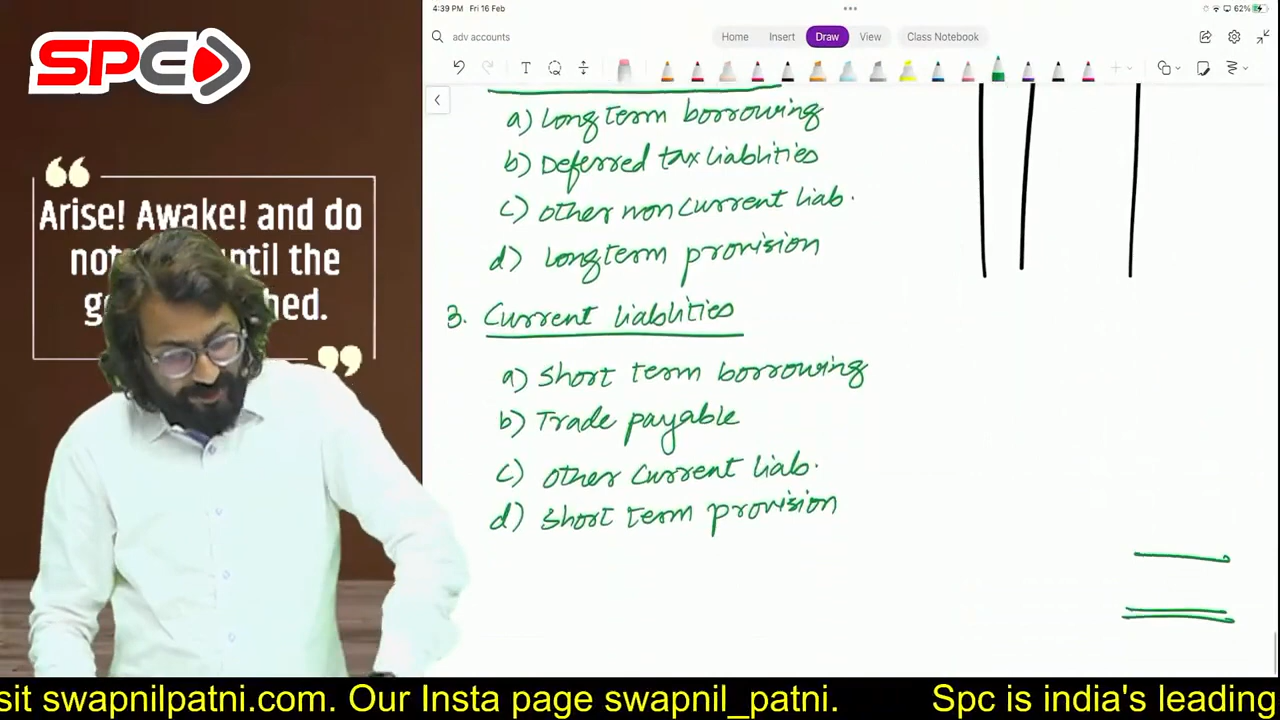 4:39 PM Fri 16 Feb
62%
adv accounts
Home Insert Draw View Class Notebook
SPC
Arise! Awake! and do
not until the
hed.
a) Long term borrowing
b) Deferred tax liablities
c) other non current liab.
d) Long term provision
3. Current liablities
a) Short term borrowing
b) Trade payable
c) other current liab.
d) Short term provision
sit swapnilpatni.com. Our Insta page swapnil_patni. Spc is india's leading